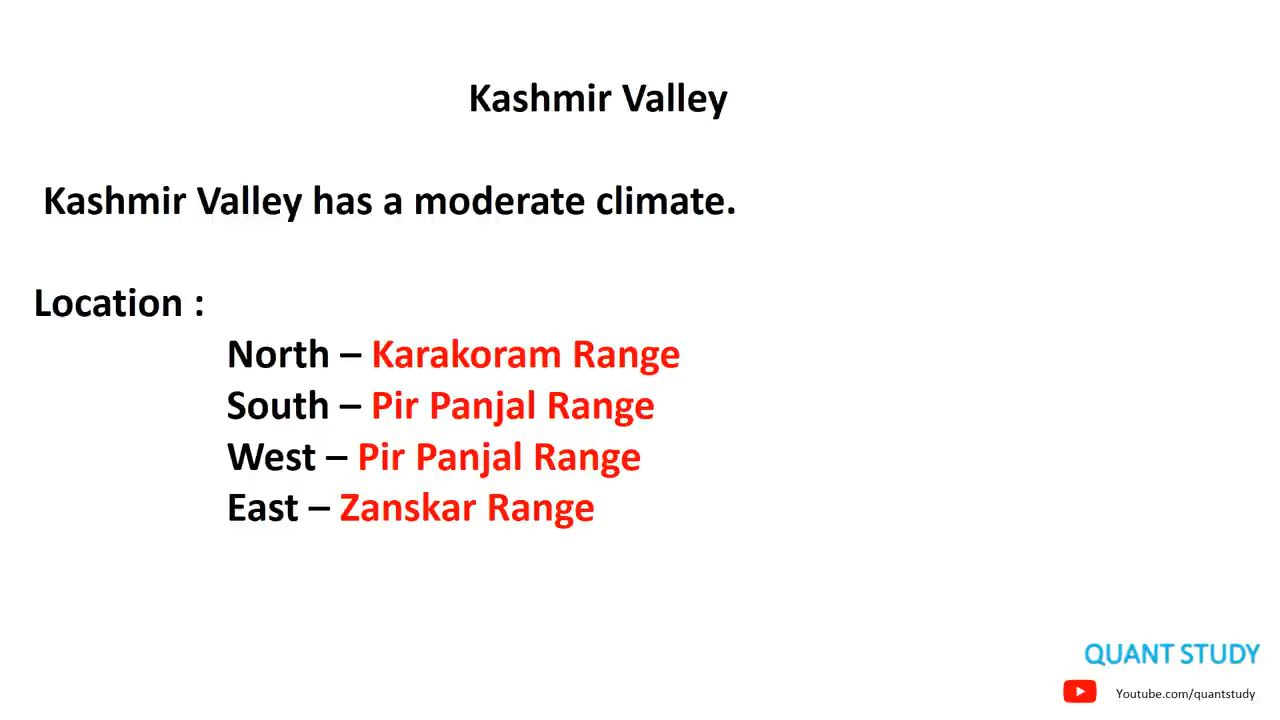 Kashmir Valley
Kashmir Valley has a moderate climate.
Location :
North – Karakoram Range
South – Pir Panjal Range
West – Pir Panjal Range
East – Zanskar Range
QUANT STUDY
Youtube.com/quantstudy